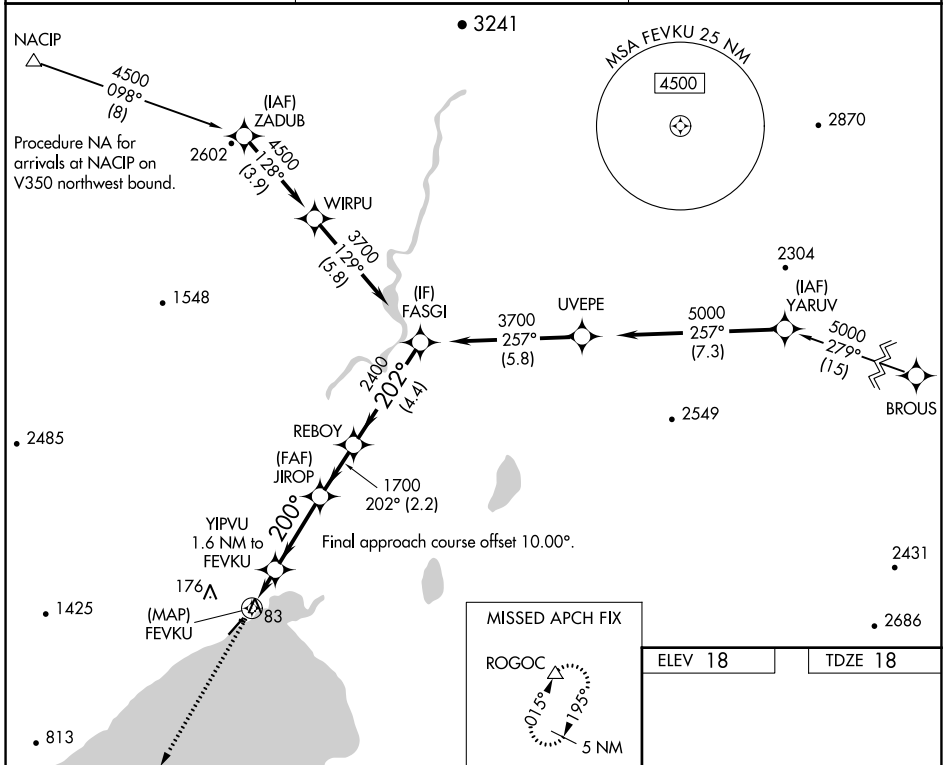 3241
NACIP
4500
098°
(8)
(IAF)
ZADUB
2602
Procedure NA for
arrivals at NACIP on
V350 northwest bound.
4500
128°
(3.9)
WIRPU
3700
129°
(5.8)
MSA FEVKU 25 NM
4500
2870
2304
1548
(IF)
FASGI
3700
257°
(5.8)
UVEPE
5000
257°
(7.3)
(IAF)
YARUV
5000
279°
(15)
BROUS
2400
202°
(4.4)
2549
2485
REBOY
(FAF)
JIROP
1700
202° (2.2)
200°
YIPVU
1.6 NM to
FEVKU
Final approach course offset 10.00°.
2431
176
1425
(MAP)
FEVKU
83
2686
MISSED APCH FIX
ROGOC
015°
195°
5 NM
ELEV 18
TDZE 18
813